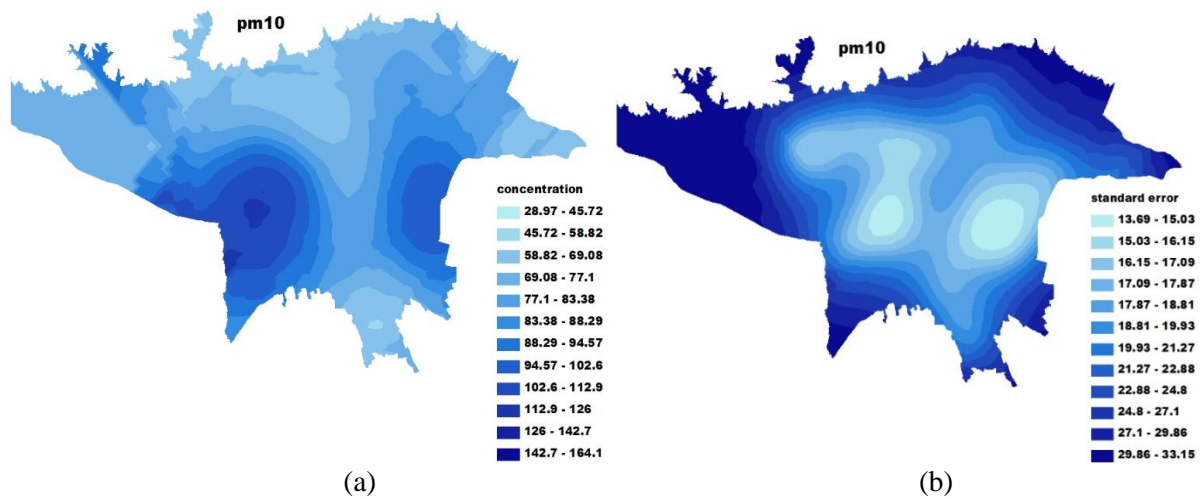 pm10
concentration
28.97 - 45.72
45.72 - 58.82
58.82 - 69.08
69.08 - 77.1
77.1 - 83.38
83.38 - 88.29
88.29 - 94.57
94.57 - 102.6
102.6 - 112.9
112.9 - 126
126 - 142.7
142.7 - 164.1
(a)
pm10
standard error
13.69 - 15.03
15.03 - 16.15
16.15 - 17.09
17.09 - 17.87
17.87 - 18.81
18.81 - 19.93
19.93 - 21.27
21.27 - 22.88
22.88 - 24.8
24.8 - 27.1
27.1 - 29.86
29.86 - 33.15
(b)